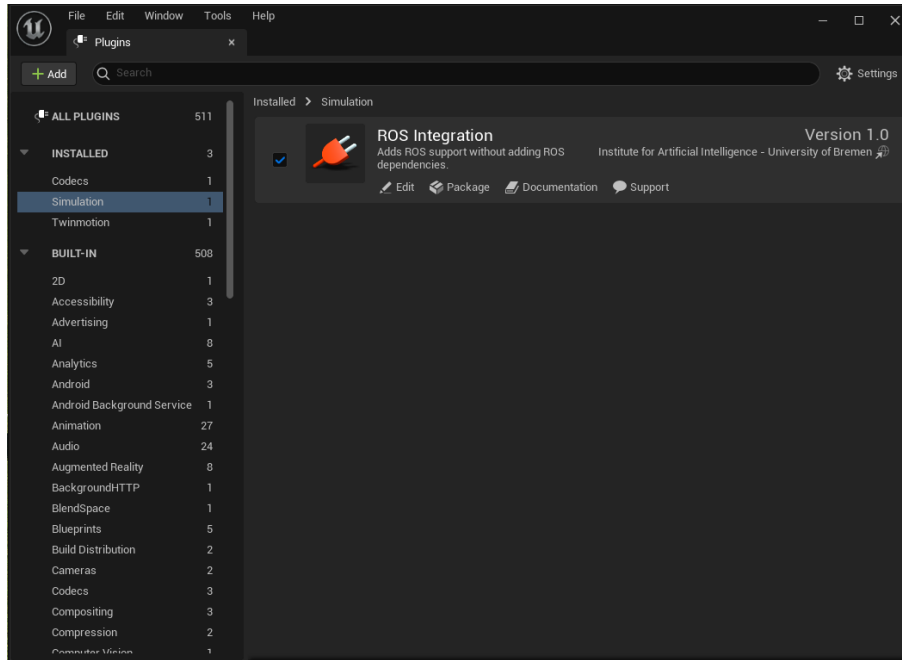 File Edit Window Tools Help
Plugins
Add
Search
Settings
ALL PLUGINS 511
INSTALLED 3
Codecs 1
Simulation 1
Twinmotion 1
BUILT-IN 508
2D 1
Accessibility 3
Advertising 1
AI 8
Analytics 5
Android 3
Android Background Service 1
Animation 27
Audio 24
Augmented Reality 8
BackgroundHTTP 1
BlendSpace 1
Blueprints 5
Build Distribution 2
Cameras 2
Codecs 3
Compositing 3
Compression 2
Computer Vision 1
Installed > Simulation
ROS Integration
Version 1.0
Adds ROS support without adding ROS
dependencies.
Institute for Artificial Intelligence - University of Bremen
Edit Package Documentation Support